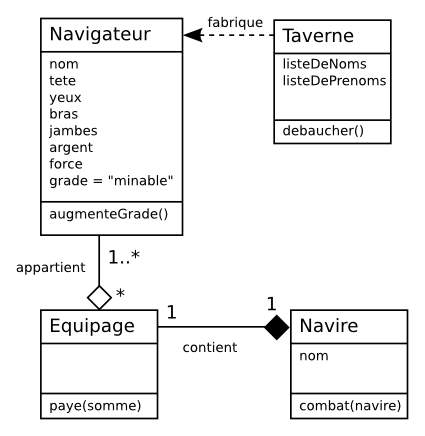 Navigateur
nom
tete
yeux
bras
jambes
argent
force
grade = "minable"
augmenteGrade()
fabrique
Taverne
listeDeNoms
listeDePrenoms
debaucher()
appartient
1..*
*
Equipage
paye(somme)
1
contient
1
Navire
nom
combat(navire)